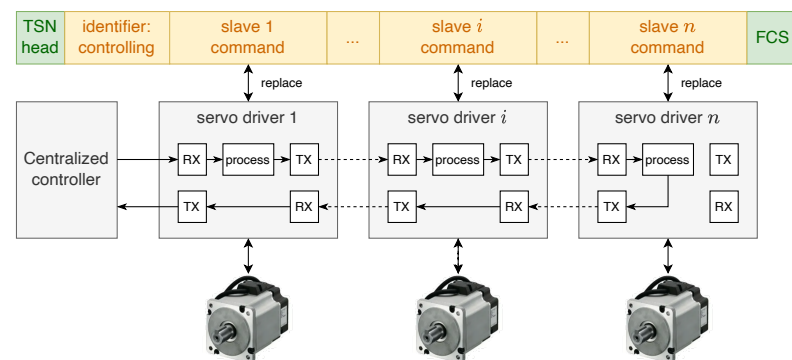 TSN
head
identifier:
controlling
slave 1
command
...
slave i
command
...
slave n
command
FCS
replace
replace
replace
Centralized
controller
servo driver 1
RX
process
TX
TX
RX
servo driver i
RX
process
TX
TX
RX
servo driver n
RX
process
TX
TX
RX